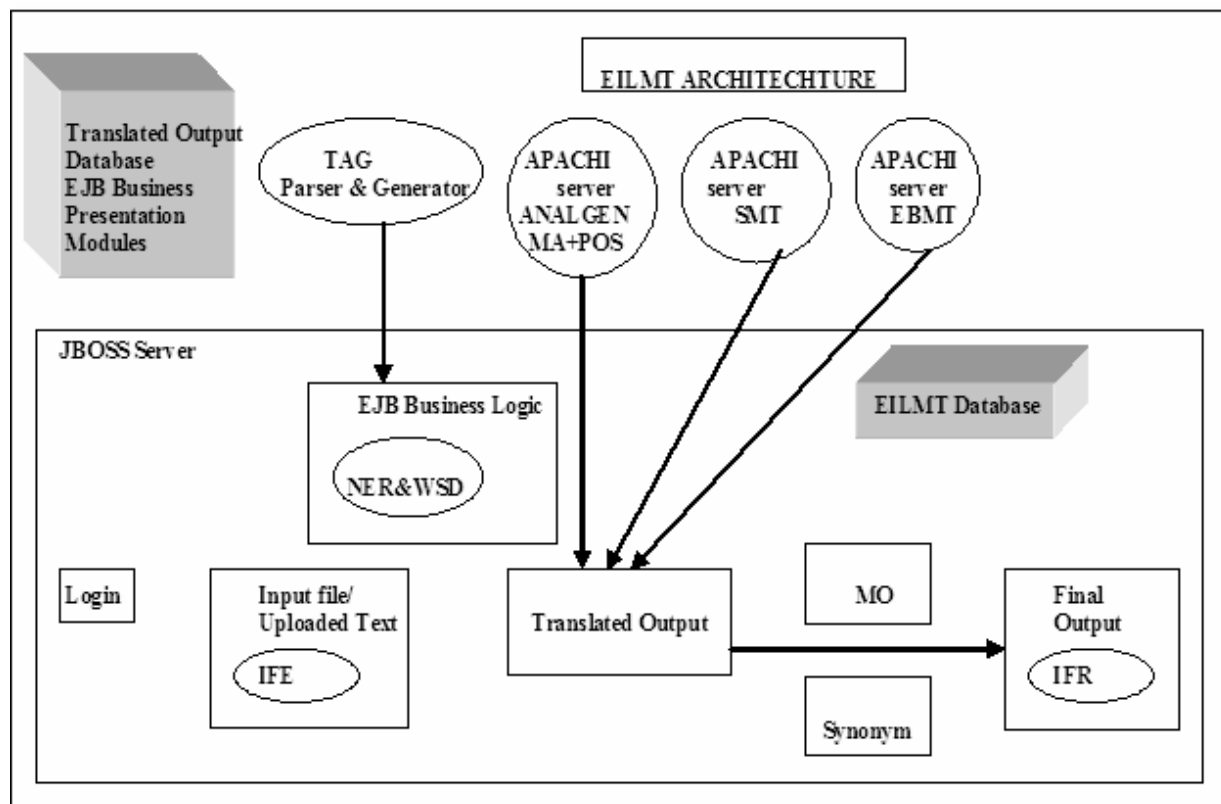 EILMT ARCHITECHTURE
Translated Output
Database
EJB Business
Presentation
Modules
TAG
Parser & Generator
APACHI
server
ANALGEN
MA+POS
APACHI
server
SMT
APACHI
server
EBMT
JBOSS Server
EJB Business Logic
NER&WSD
EILMT Database
Login
Input file/
Uploaded Text
IFE
Translated Output
MO
Synonym
Final
Output
IFR